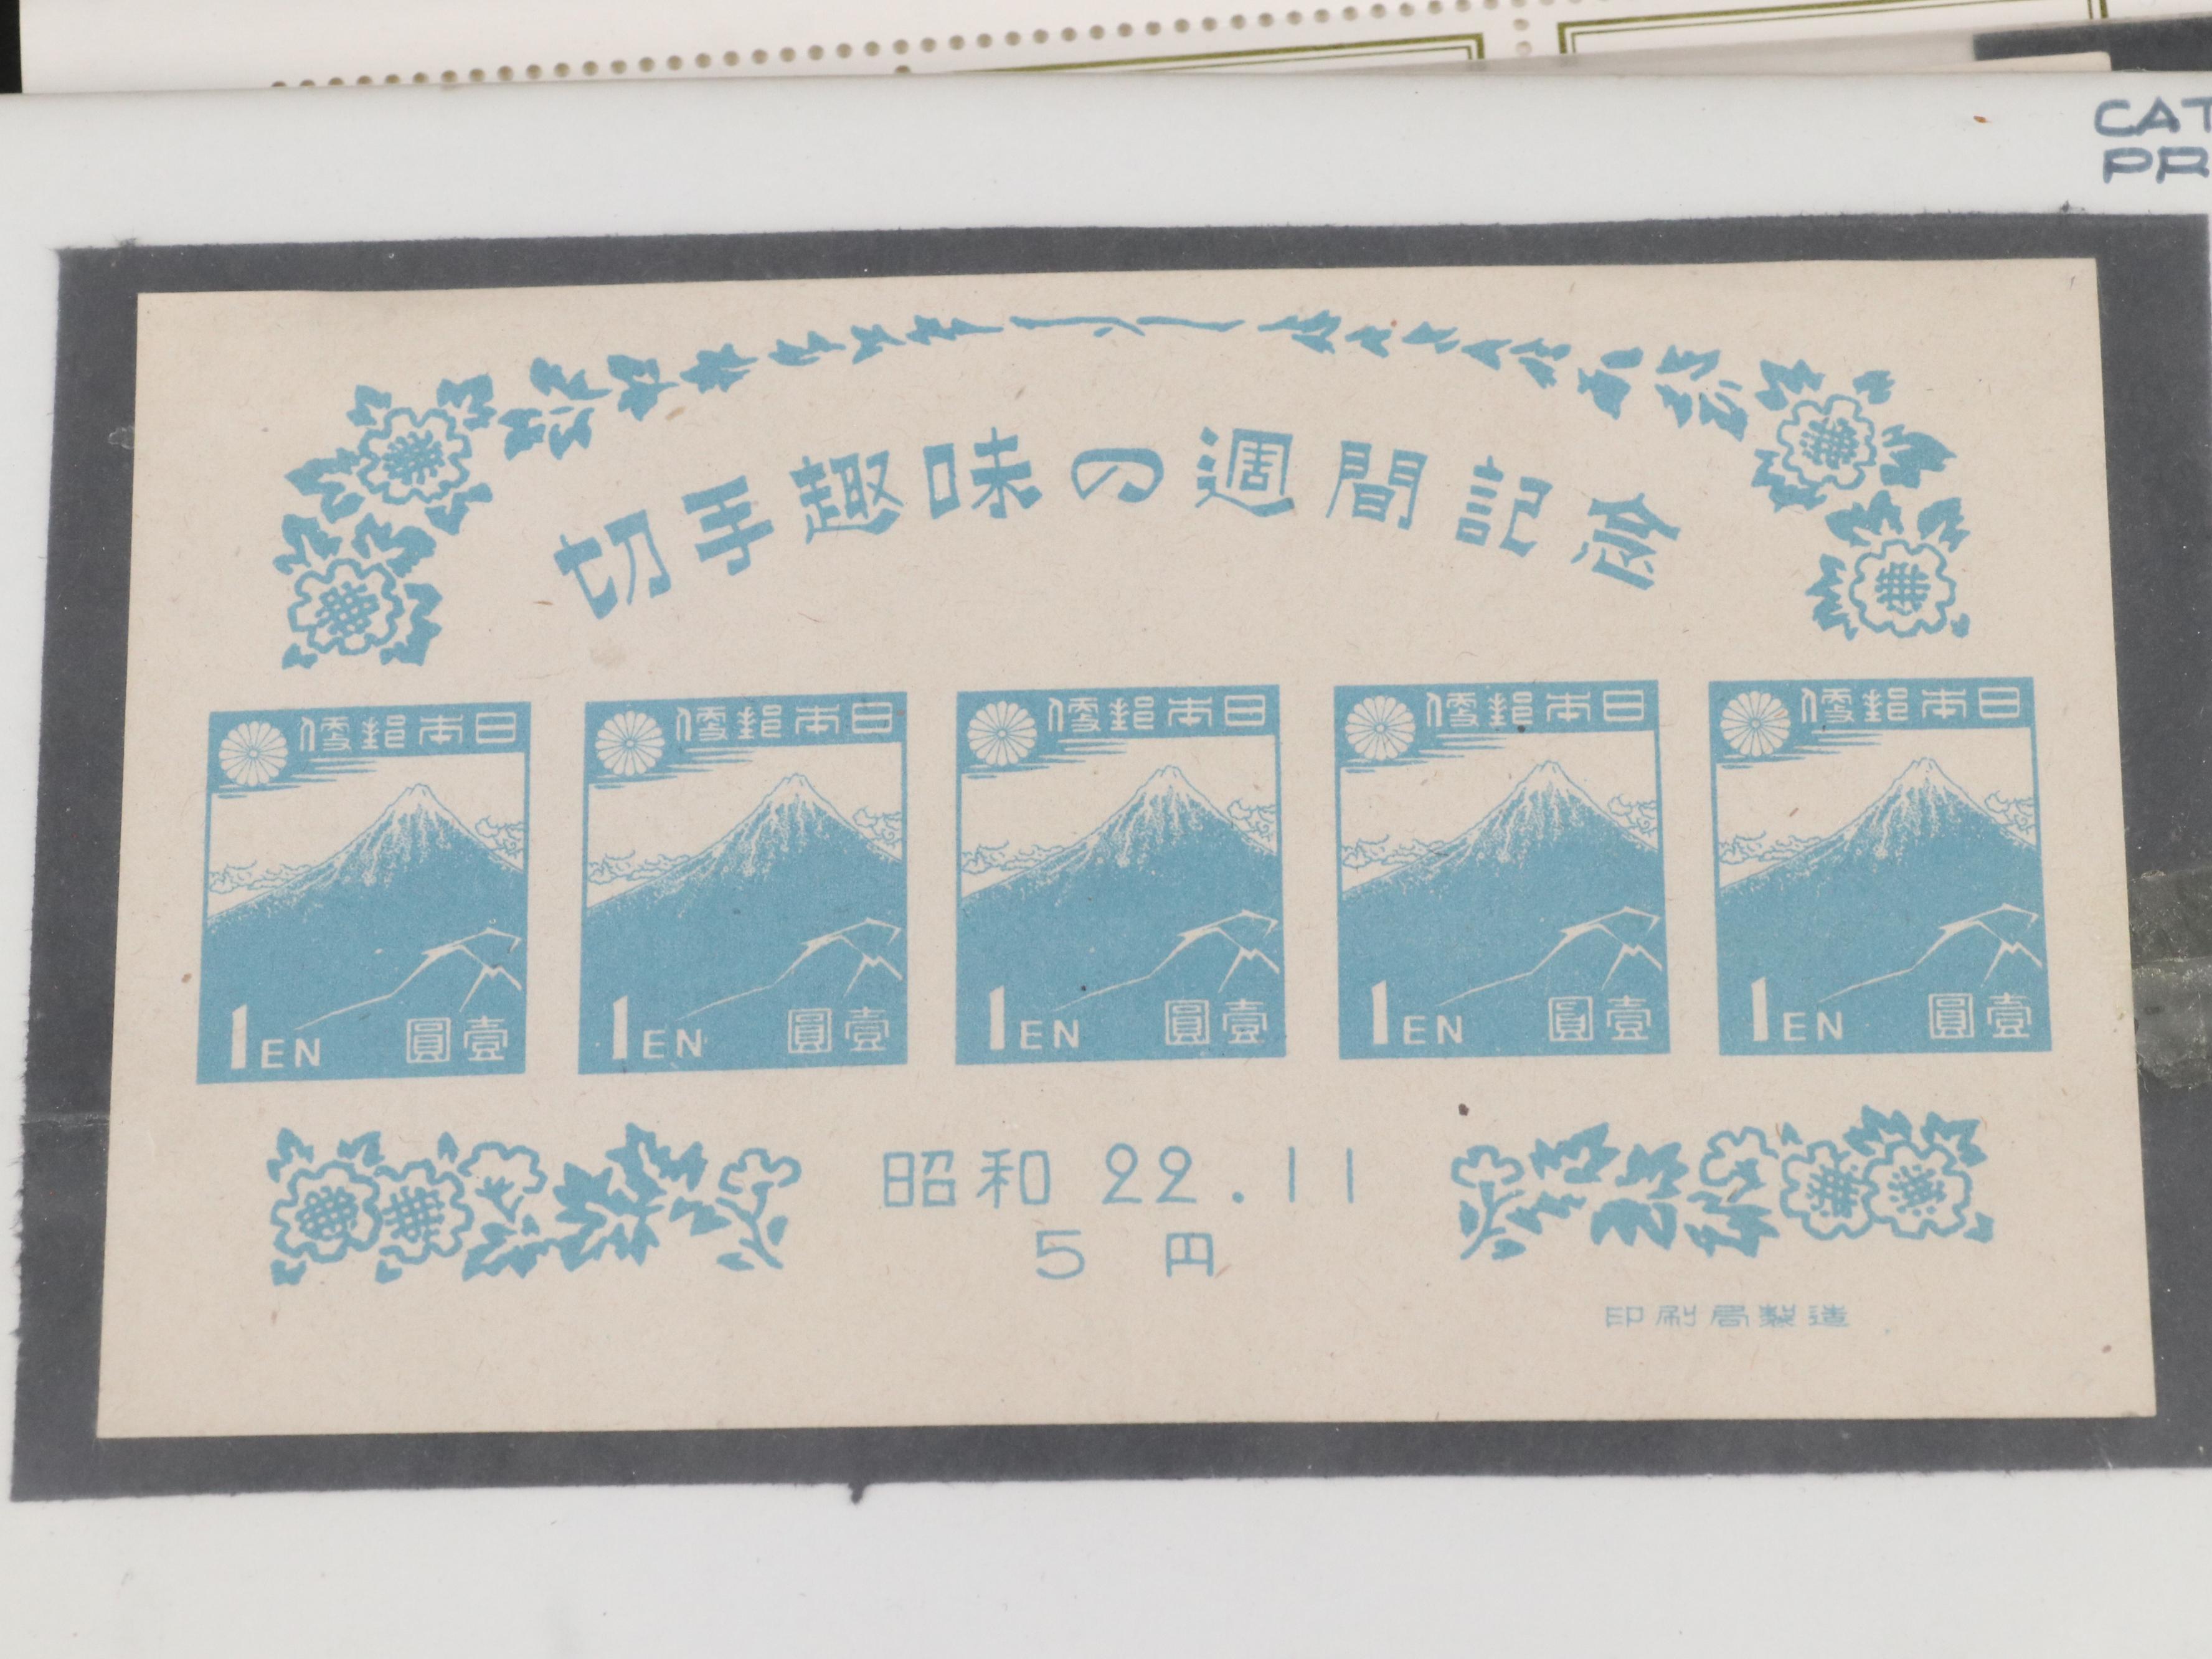 CAT
PR
切手趣味の週間記念
便郵本日
便郵本日
便郵本日
便郵本日
便郵本日
1EN 圓壹
1EN 圓壹
1EN 圓壹
1EN 圓壹
1EN 圓壹
昭和 22.11
5 円
印刷局製造